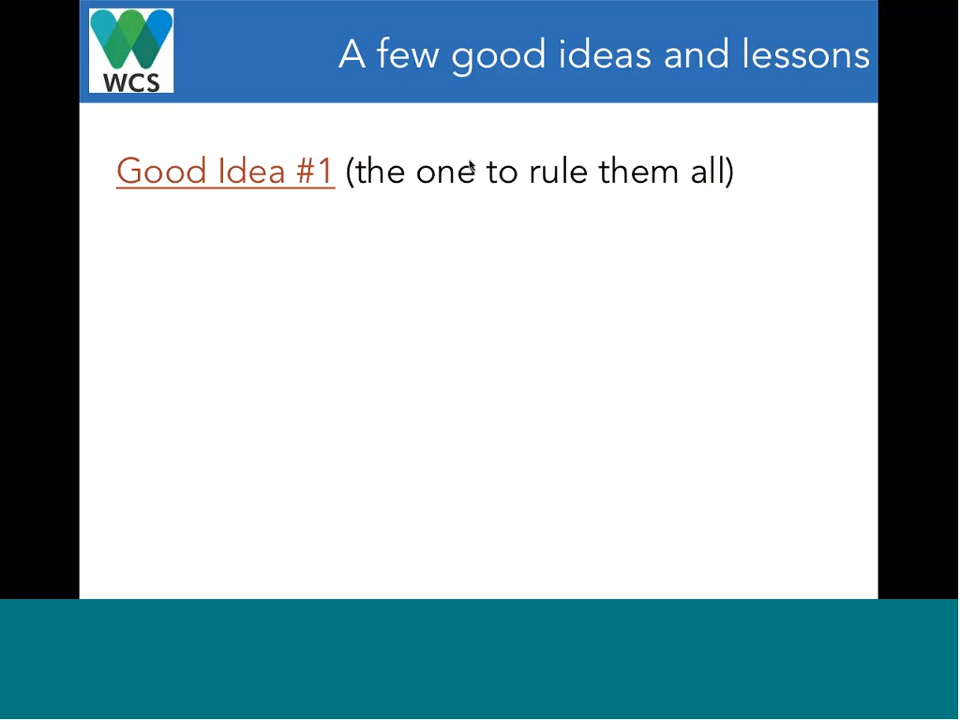 WCS
A few good ideas and lessons
Good Idea #1 (the one to rule them all)